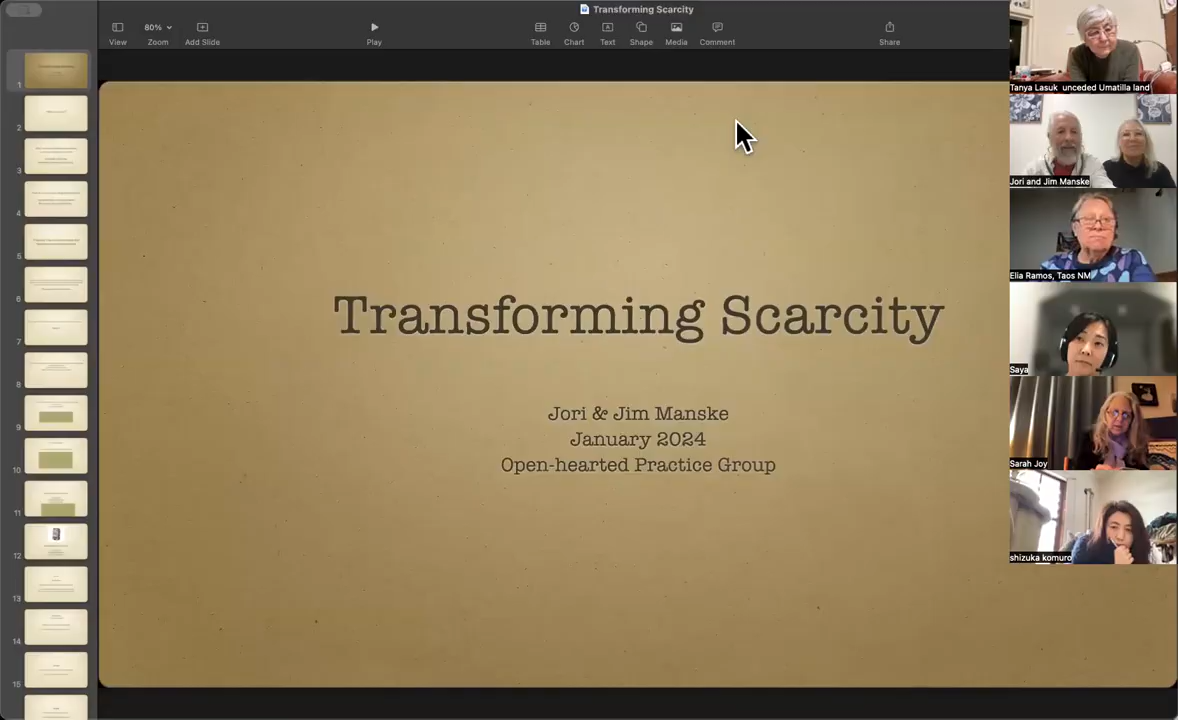 Transforming Scarcity
80%
View
Zoom
Add Slide
Play
Table
Chart
Text
Shape
Media
Comment
Share
1
2
3
4
5
6
7
8
9
10
11
12
13
14
15
Transforming Scarcity
Jori & Jim Manske
January 2024
Open-hearted Practice Group
Tanya Lasuk unceded Umatilla land
Jori and Jim Manske
Elia Ramos, Taos NM
Saya
Sarah Joy
shizuka komuro